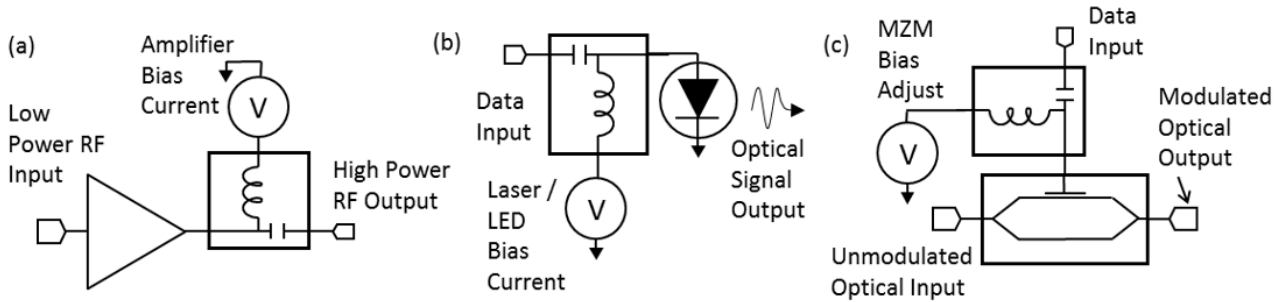 (a)
Amplifier
Bias
Current
V
Low
Power RF
Input
High Power
RF Output
(b)
Data
Input
Laser /
LED
Bias
Current
V
Optical
Signal
Output
(c)
MZM
Bias
Adjust
Data
Input
V
Modulated
Optical
Output
Unmodulated
Optical Input